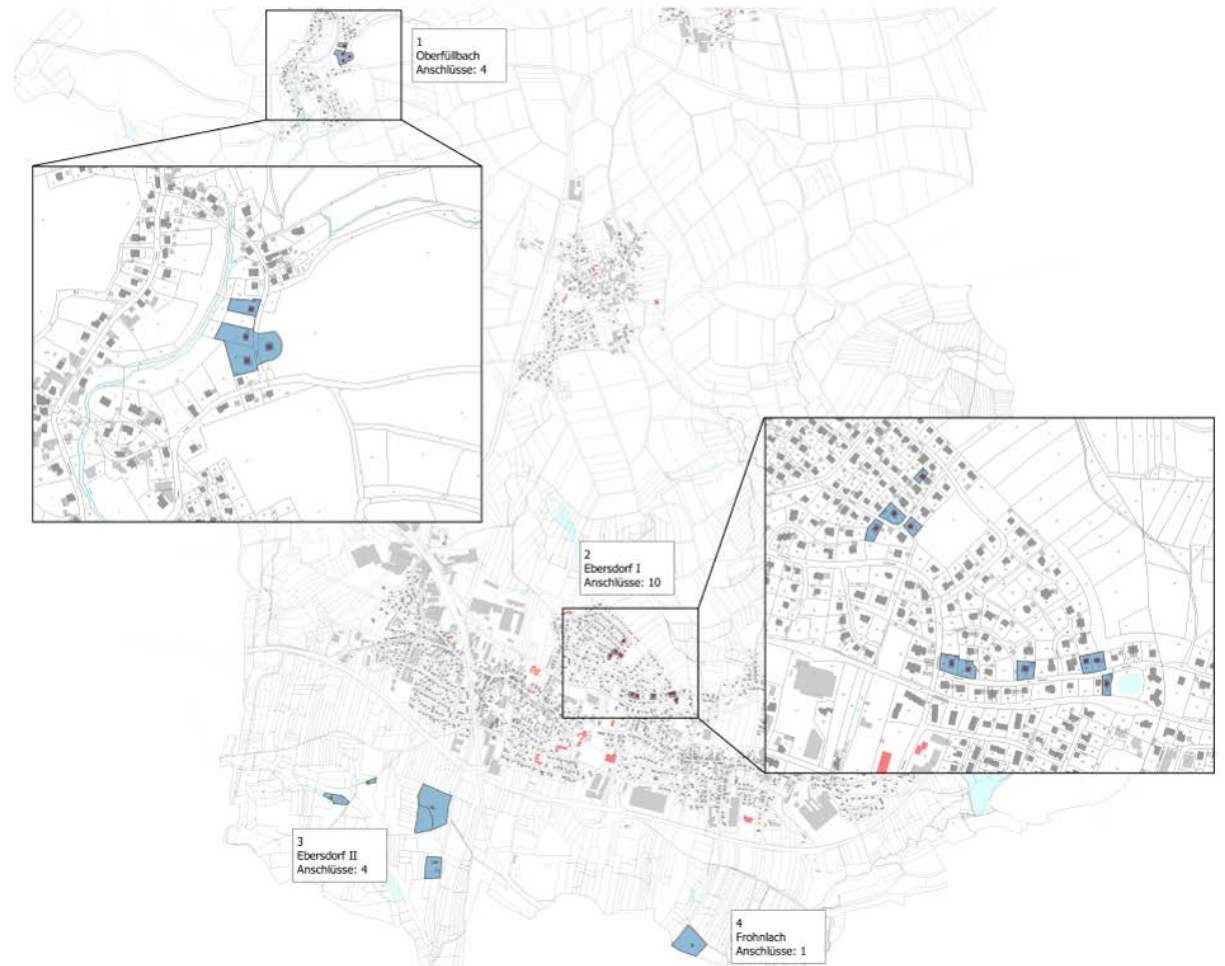 1
Oberfüllbach
Anschlüsse: 4
2
Ebersdorf I
Anschlüsse: 10
3
Ebersdorf II
Anschlüsse: 4
4
Frohnlach
Anschlüsse: 1